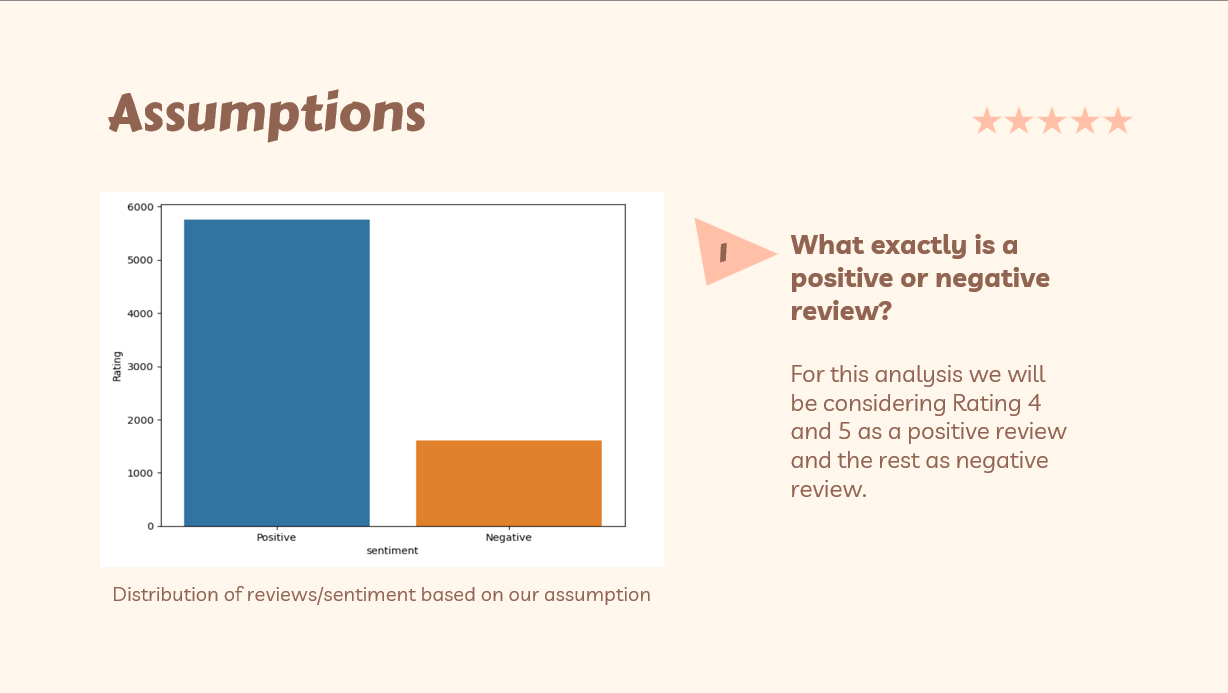 Assumptions
6000
5000
4000
3000
2000
1000
0
Rating
Positive
Negative
sentiment
Distribution of reviews/sentiment based on our assumption
1
What exactly is a
positive or negative
review?
For this analysis we will
be considering Rating 4
and 5 as a positive review
and the rest as negative
review.